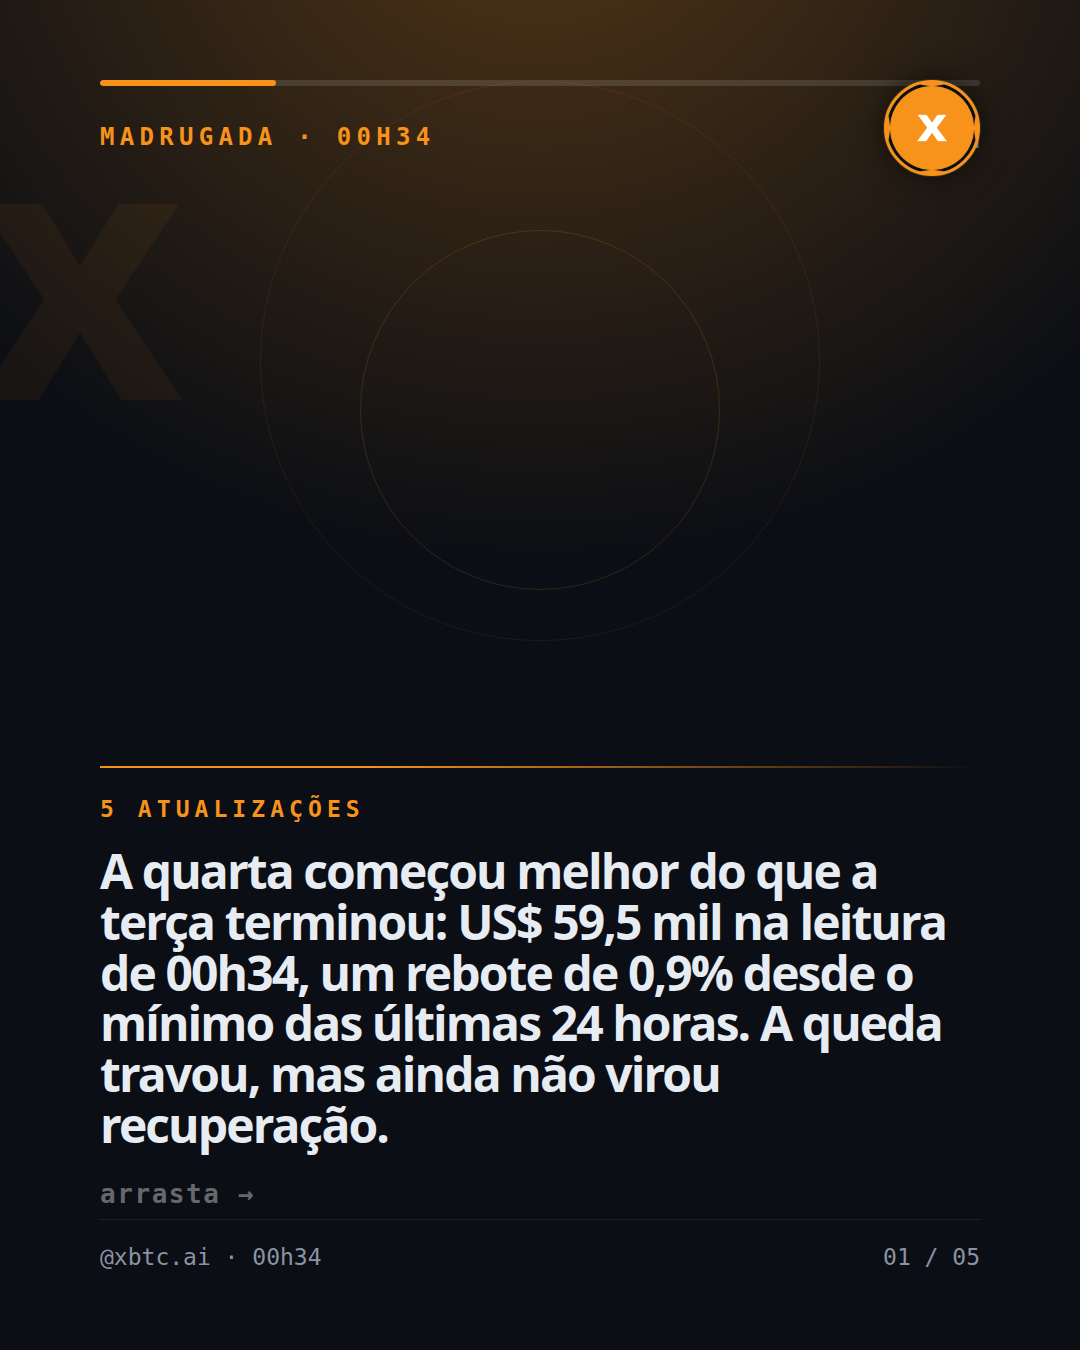 MADRUGADA · 00H34
X
X
5 ATUALIZAÇÕES
A quarta começou melhor do que a
terça terminou: US$ 59,5 mil na leitura
de 00h34, um rebote de 0,9% desde o
mínimo das últimas 24 horas. A queda
travou, mas ainda não virou
recuperação.
arrasta →
@xbtc.ai · 00h34
01 / 05